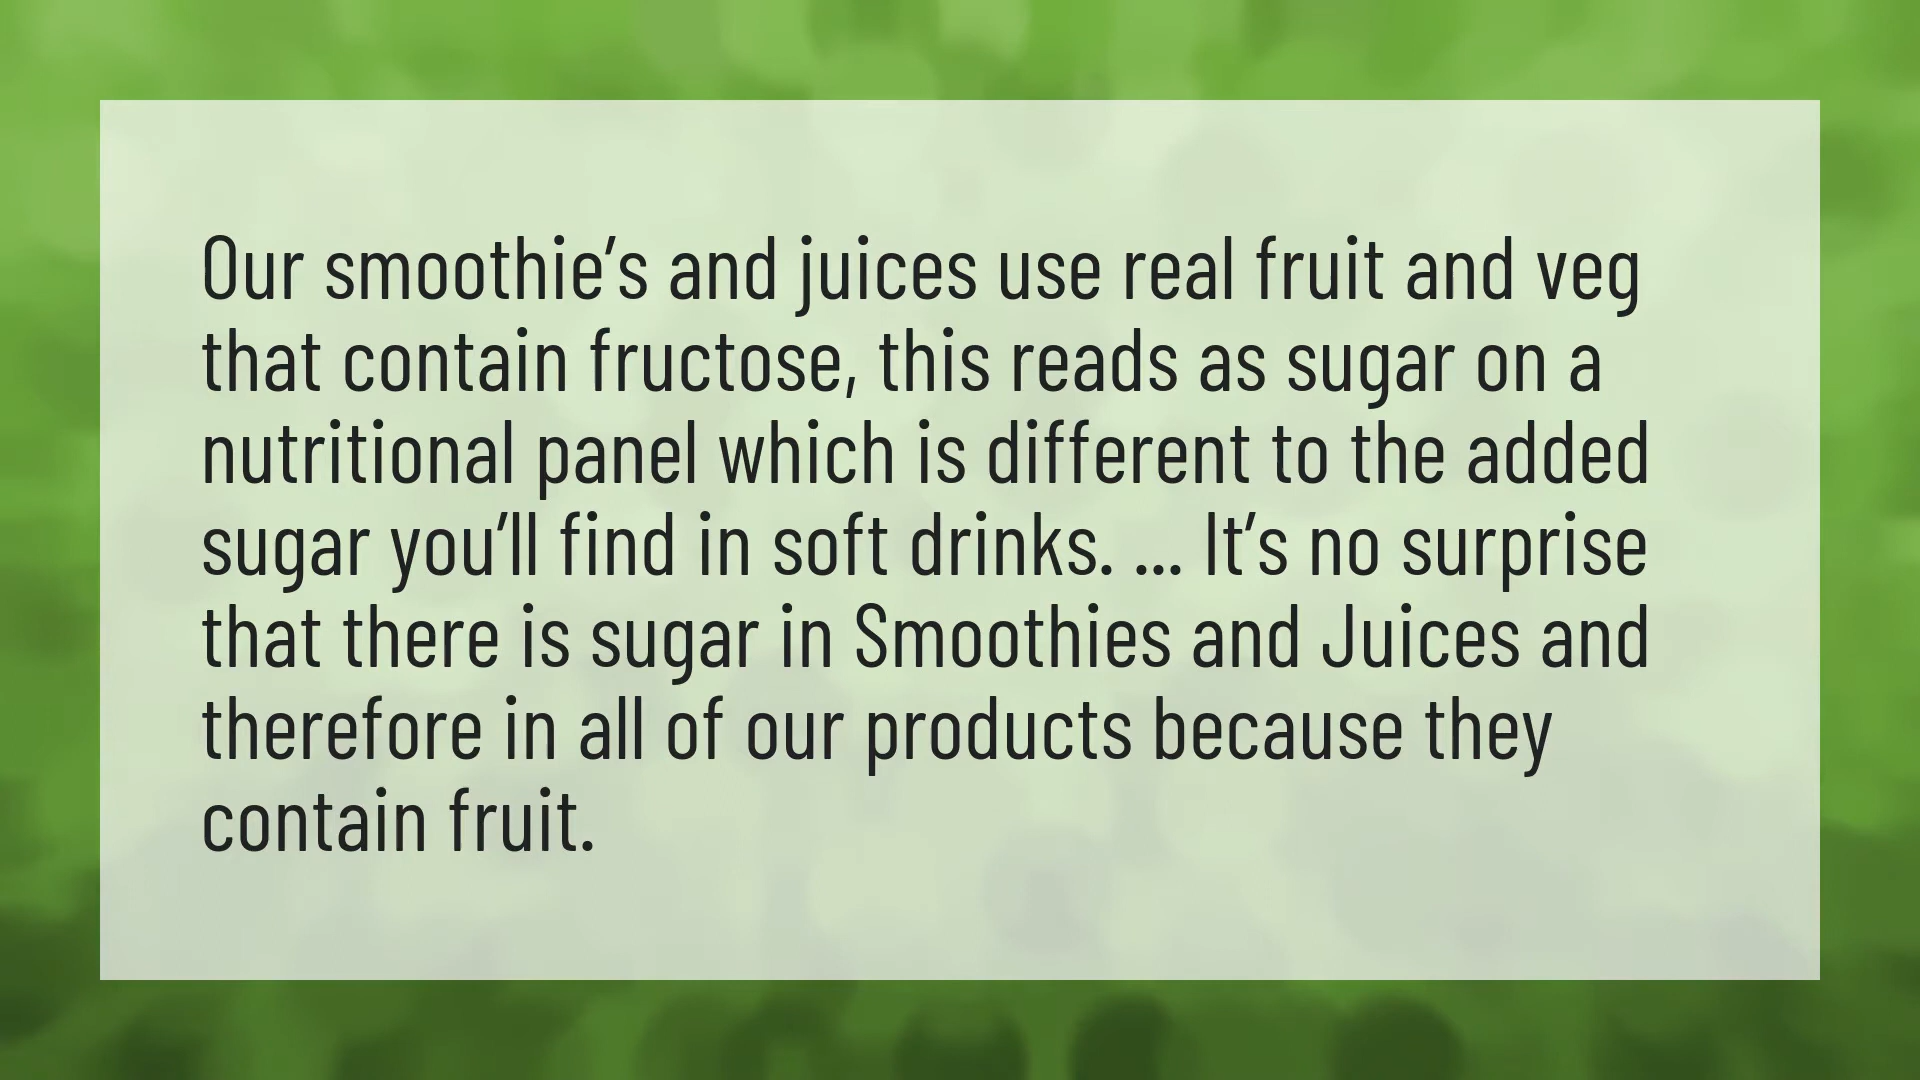 Our smoothie’s and juices use real fruit and veg
that contain fructose, this reads as sugar on a
nutritional panel which is different to the added
sugar you’ll find in soft drinks. ... It’s no surprise
that there is sugar in Smoothies and Juices and
therefore in all of our products because they
contain fruit.